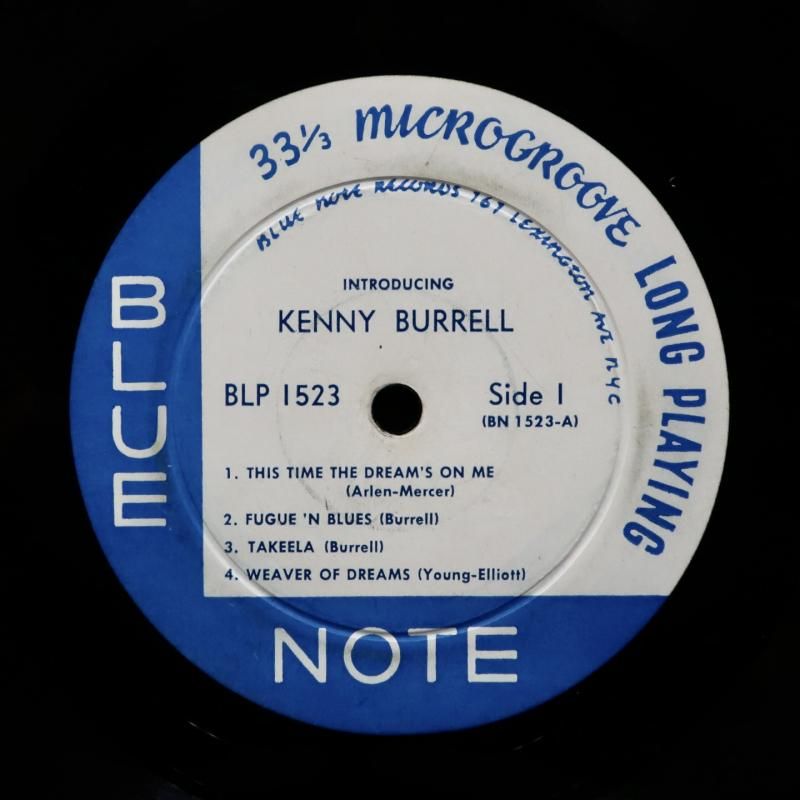 33⅓ MICROGROOVE LONG PLAYING
BLUE NOTE RECORDS 767 LEXINGTON AVE NYC
INTRODUCING
KENNY BURRELL
BLP 1523
Side 1
(BN 1523-A)
1. THIS TIME THE DREAM'S ON ME
(Arlen-Mercer)
2. FUGUE 'N BLUES (Burrell)
3. TAKEELA (Burrell)
4. WEAVER OF DREAMS (Young-Elliott)
BLUE
NOTE